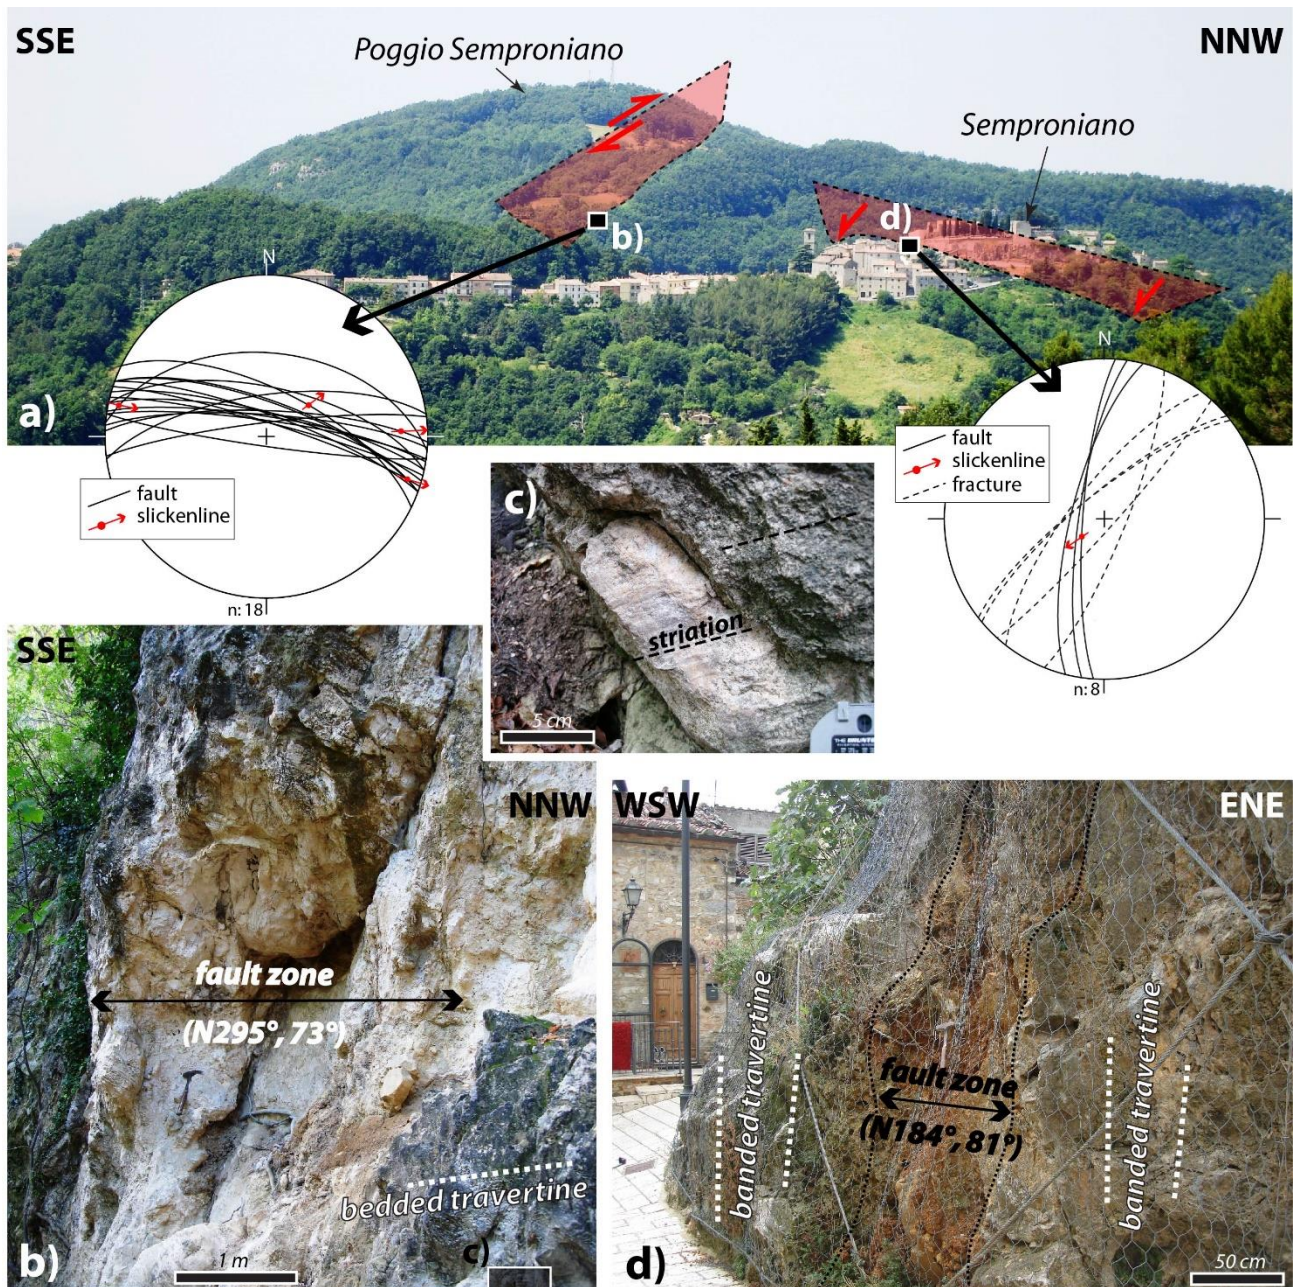 SSE
NNW
Poggio Semproniano
Semproniano
b)
d)
N
a)
N
fault
slickenline
fault
slickenline
fracture
n: 18
n: 8
c)
striation
5 cm
SSE
NNW
fault zone
(N295°, 73°)
bedded travertine
b)
1 m
c)
WSW
ENE
banded travertine
fault zone
(N184°, 81°)
banded travertine
d)
50 cm